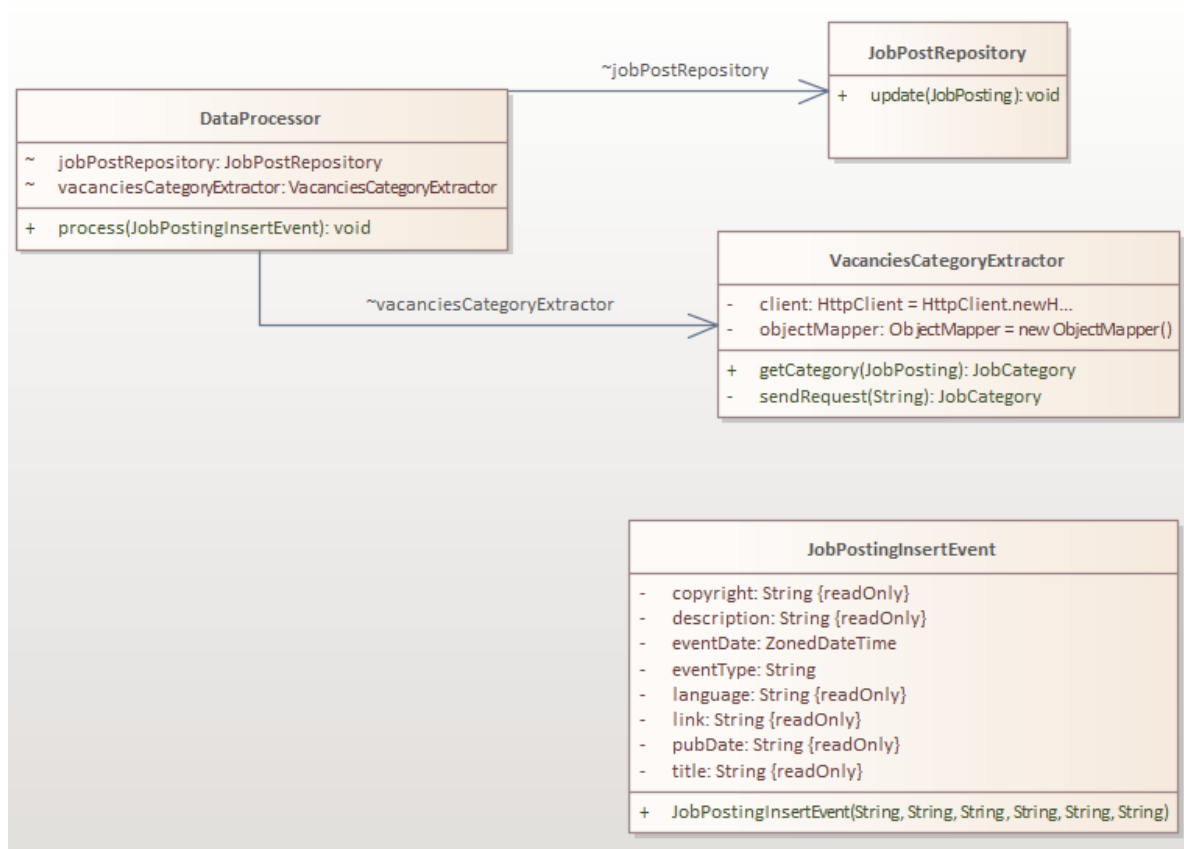 ~jobPostRepository
JobPostRepository
+ update(JobPosting): void
DataProcessor
~ jobPostRepository: JobPostRepository
~ vacanciesCategoryExtractor: VacanciesCategoryExtractor
+ process(JobPostingInsertEvent): void
~vacanciesCategoryExtractor
VacanciesCategoryExtractor
- client: HttpClient = HttpClient.newH...
- objectMapper: ObjectMapper = new ObjectMapper()
+ getCategory(JobPosting): JobCategory
- sendRequest(String): JobCategory
JobPostingInsertEvent
- copyright: String {readOnly}
- description: String {readOnly}
- eventDate: ZonedDateTime
- eventType: String
- language: String {readOnly}
- link: String {readOnly}
- pubDate: String {readOnly}
- title: String {readOnly}
+ JobPostingInsertEvent(String, String, String, String, String, String)